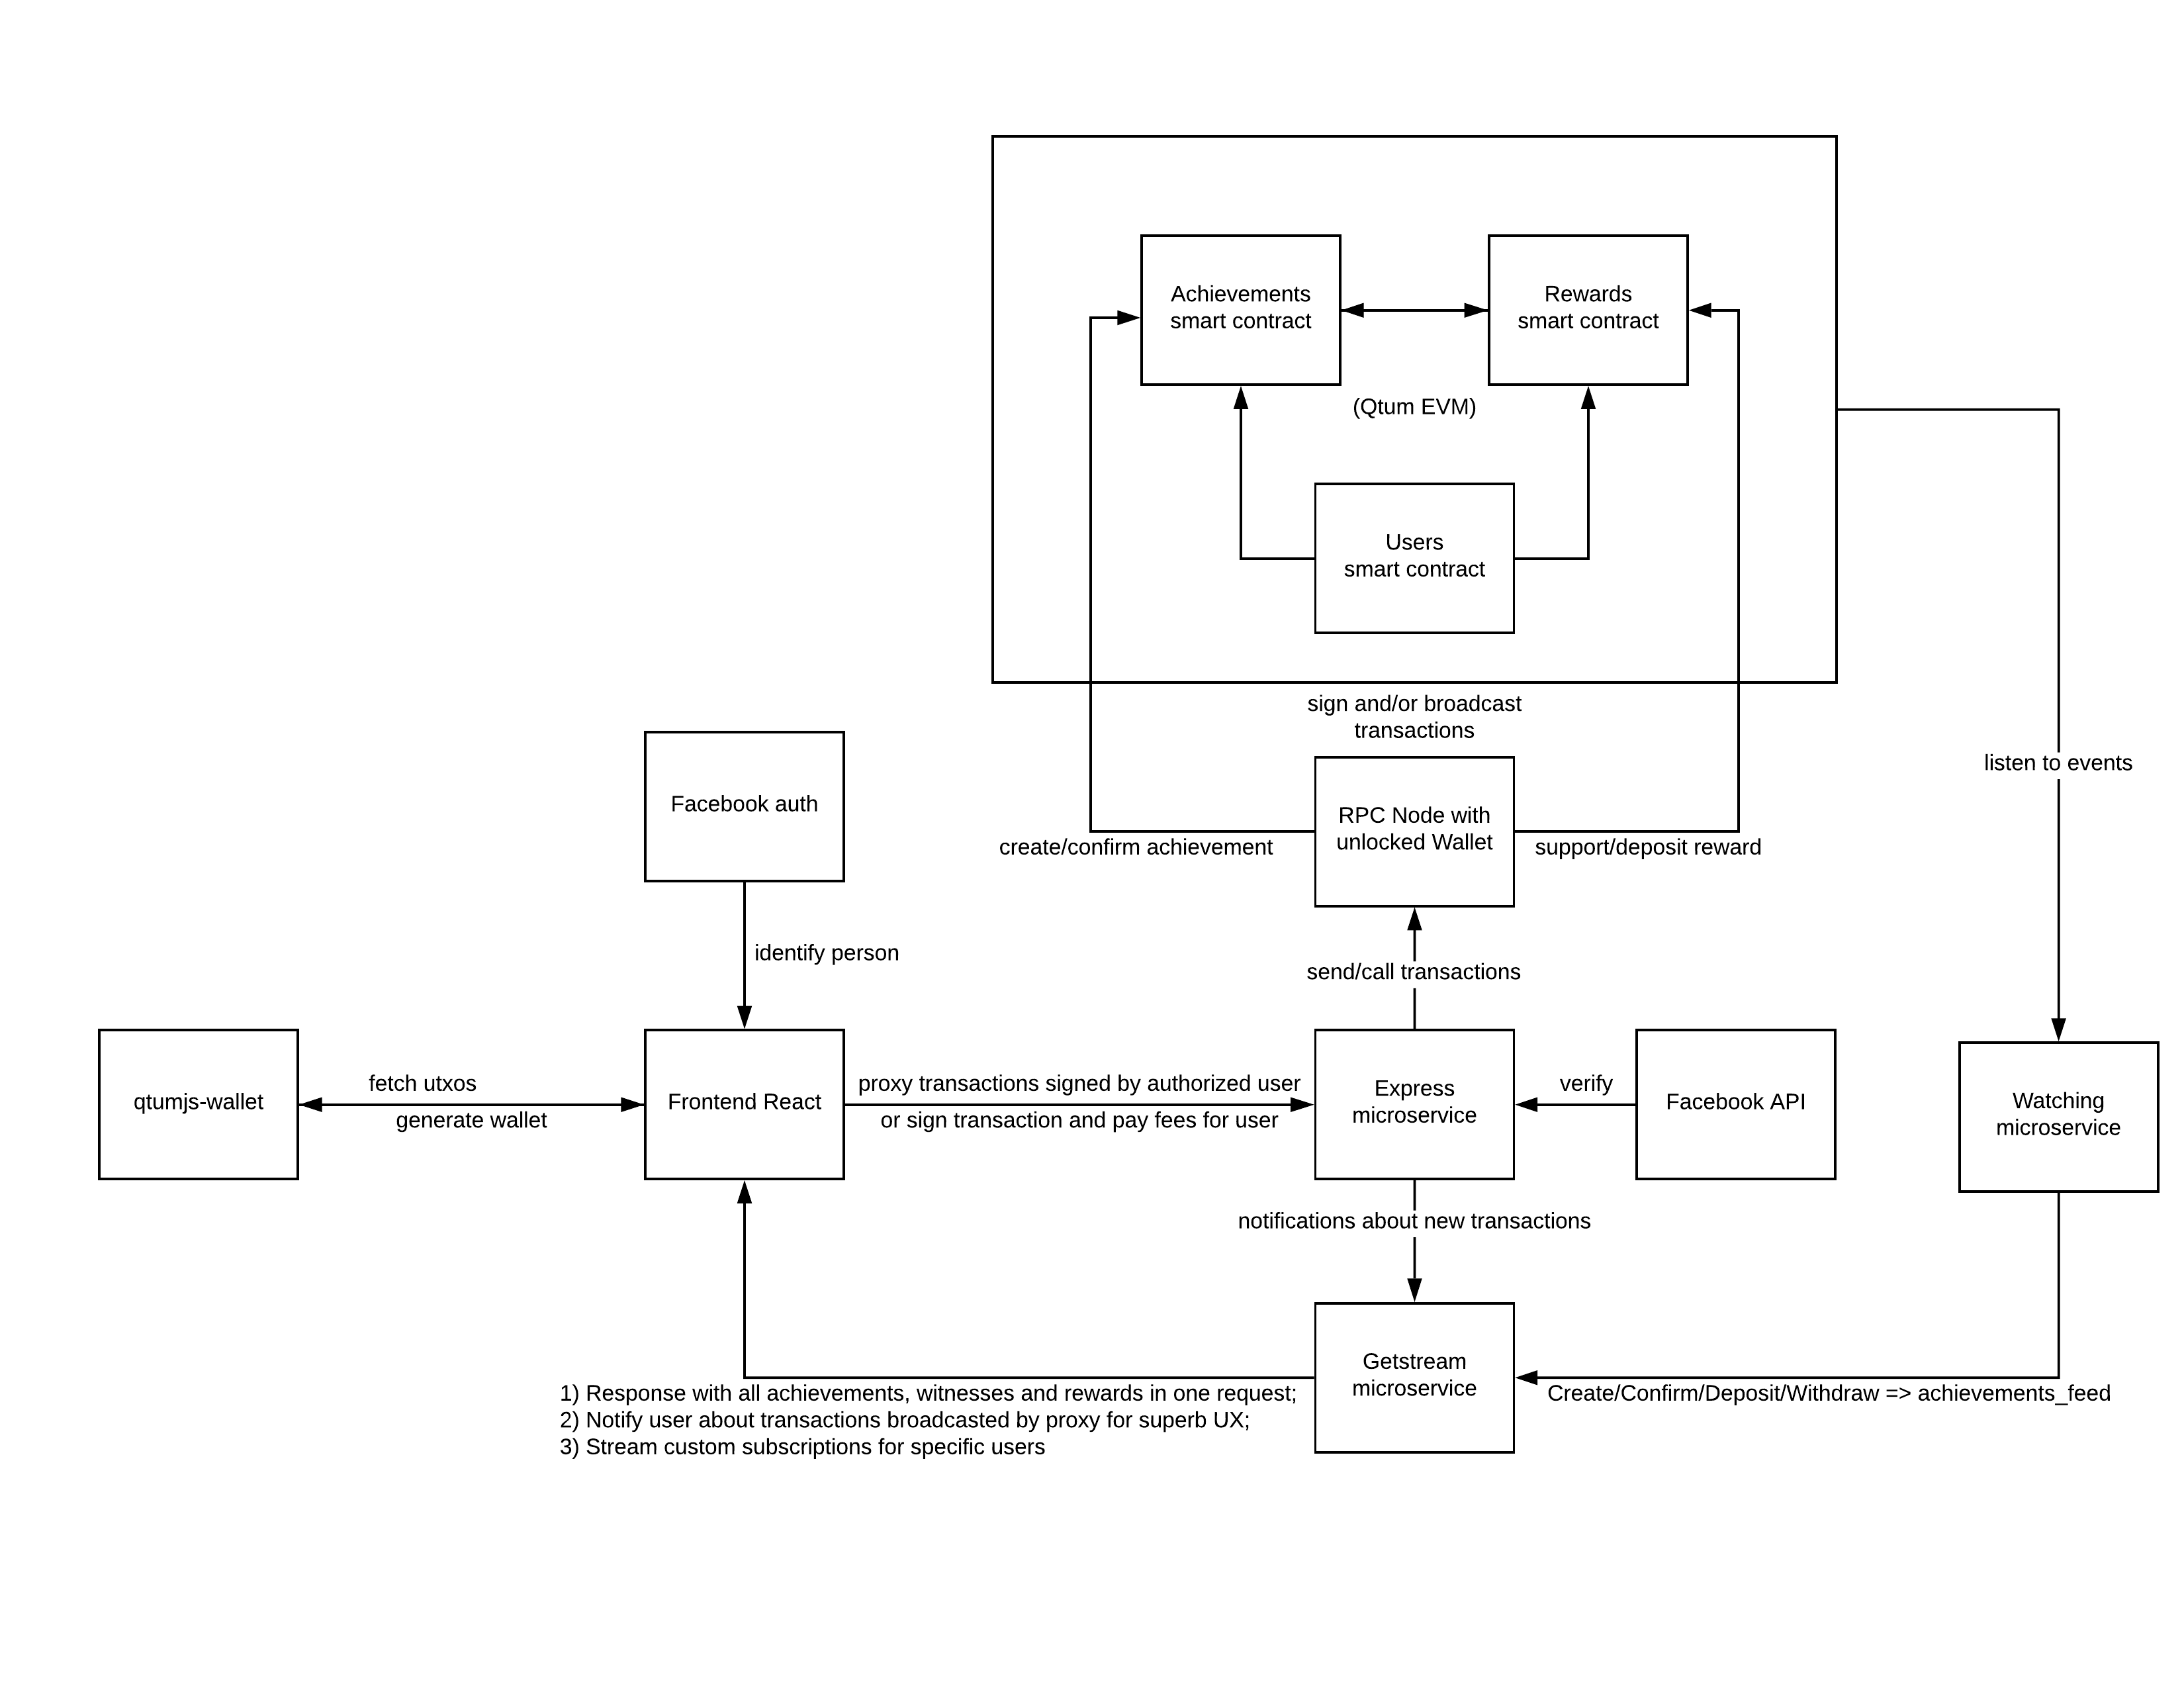 Achievements
smart contract
Rewards
smart contract
(Qtum EVM)
Users
smart contract
sign and/or broadcast
transactions
RPC Node with
unlocked Wallet
create/confirm achievement
support/deposit reward
listen to events
Facebook auth
identify person
send/call transactions
qtumjs-wallet
fetch utxos
generate wallet
Frontend React
proxy transactions signed by authorized user
or sign transaction and pay fees for user
Express
microservice
verify
Facebook API
Watching
microservice
notifications about new transactions
Getstream
microservice
1) Response with all achievements, witnesses and rewards in one request;
2) Notify user about transactions broadcasted by proxy for superb UX;
3) Stream custom subscriptions for specific users
Create/Confirm/Deposit/Withdraw => achievements_feed